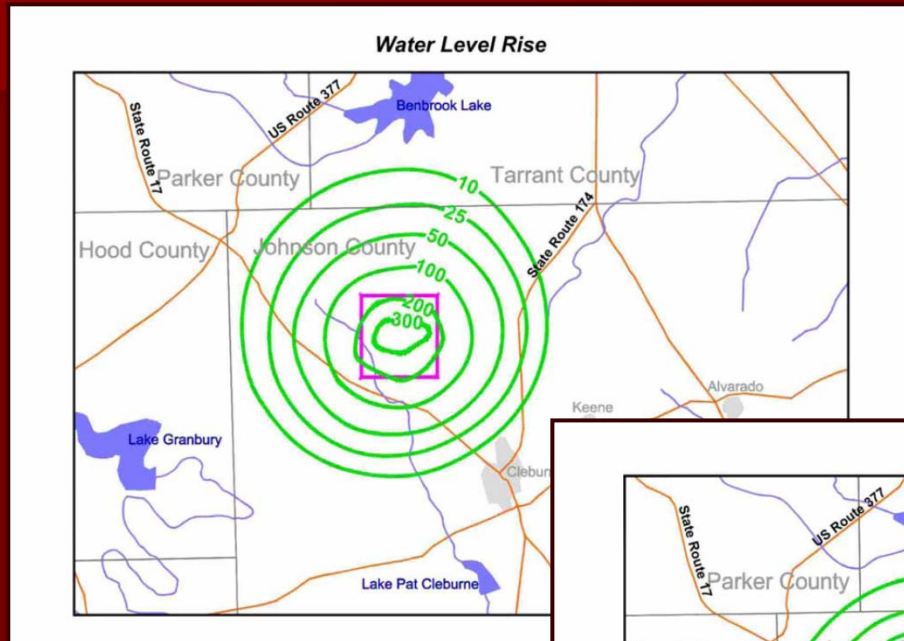 Water Level Rise
Benbrook Lake
US Route 377
State Route 17
Parker County
Tarrant County
10
25
State Route 174
Hood County
Johnson County
50
100
200
300
Alvarado
Keene
Lake Granbury
Lake Pat Cleburne
US Route 377
State Route 17
Parker County